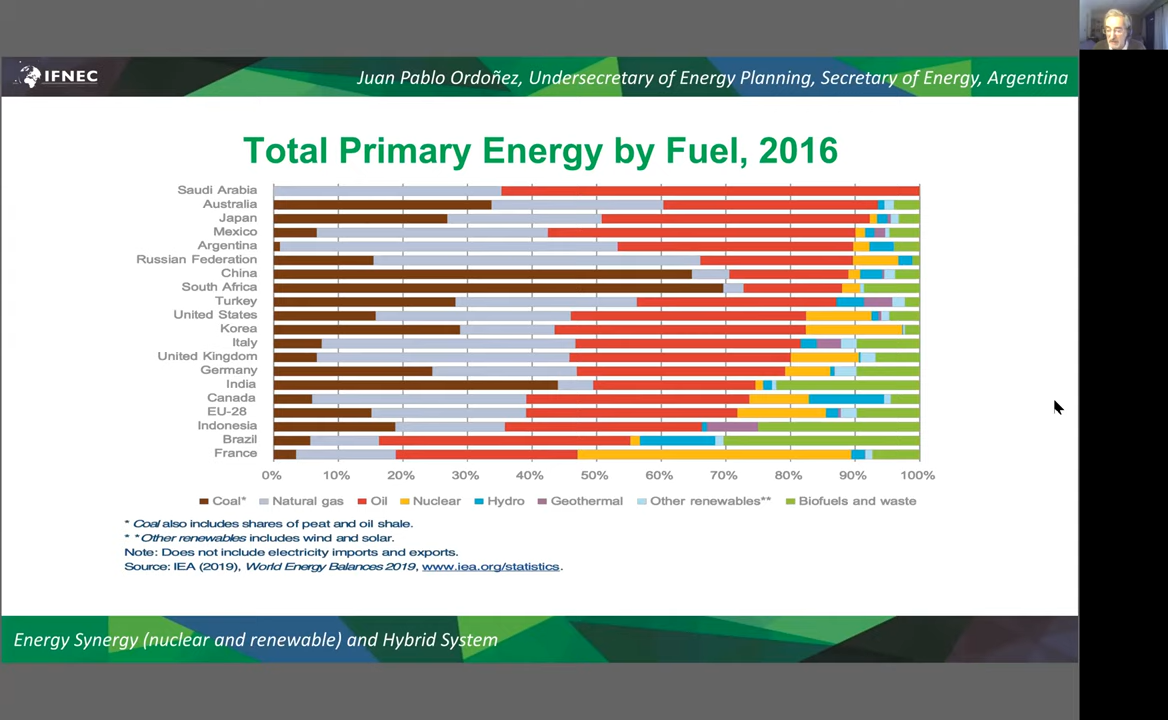 IFNEC
Juan Pablo Ordoñez, Undersecretary of Energy Planning, Secretary of Energy, Argentina
Total Primary Energy by Fuel, 2016
Saudi Arabia
Australia
Japan
Mexico
Argentina
Russian Federation
China
South Africa
Turkey
United States
Korea
Italy
United Kingdom
Germany
India
Canada
EU-28
Indonesia
Brazil
France
0% 10% 20% 30% 40% 50% 60% 70% 80% 90% 100%
Coal* Natural gas Oil Nuclear Hydro Geothermal Other renewables** Biofuels and waste
* Coal also includes shares of peat and oil shale.
* *Other renewables includes wind and solar.
Note: Does not include electricity imports and exports.
Source: IEA (2019), World Energy Balances 2019, www.iea.org/statistics.
Energy Synergy (nuclear and renewable) and Hybrid System